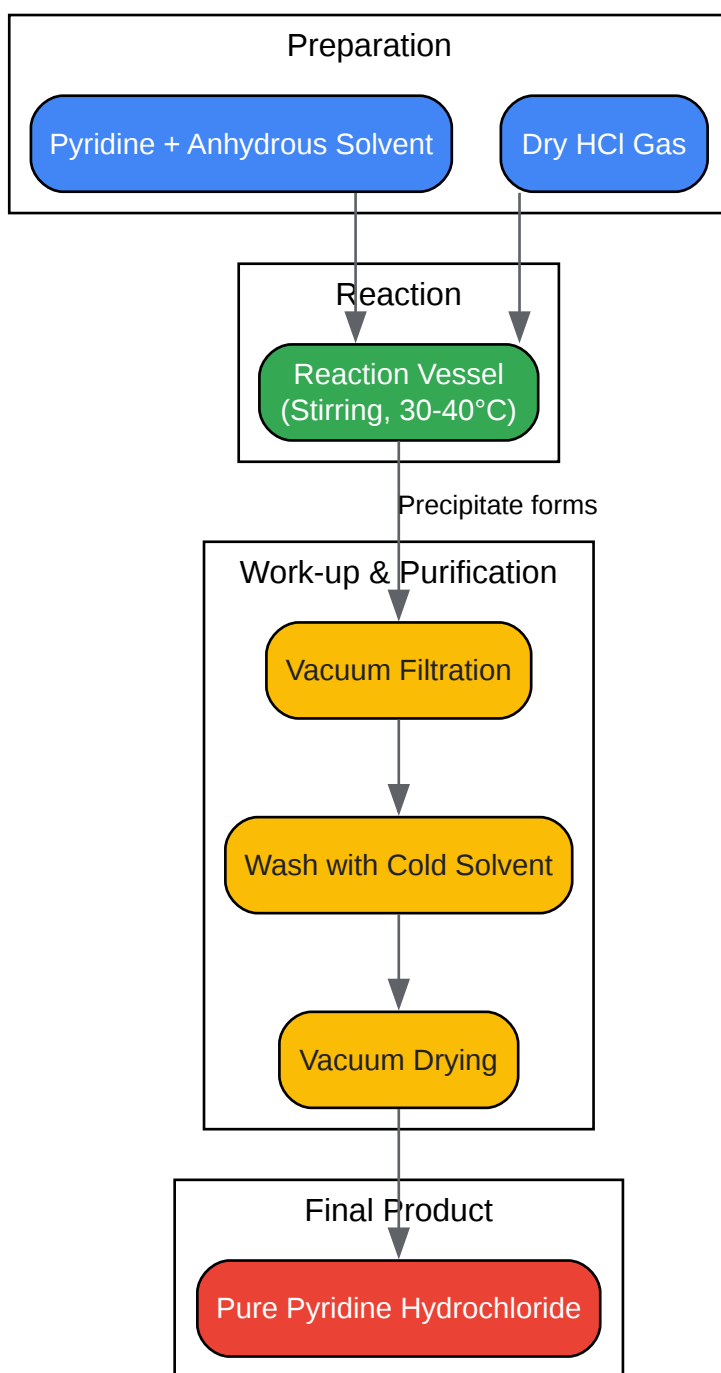 Preparation
Pyridine + Anhydrous Solvent
Dry HCl Gas
Reaction
Reaction Vessel
(Stirring, 30-40°C)
Precipitate forms
Work-up & Purification
Vacuum Filtration
Wash with Cold Solvent
Vacuum Drying
Final Product
Pure Pyridine Hydrochloride